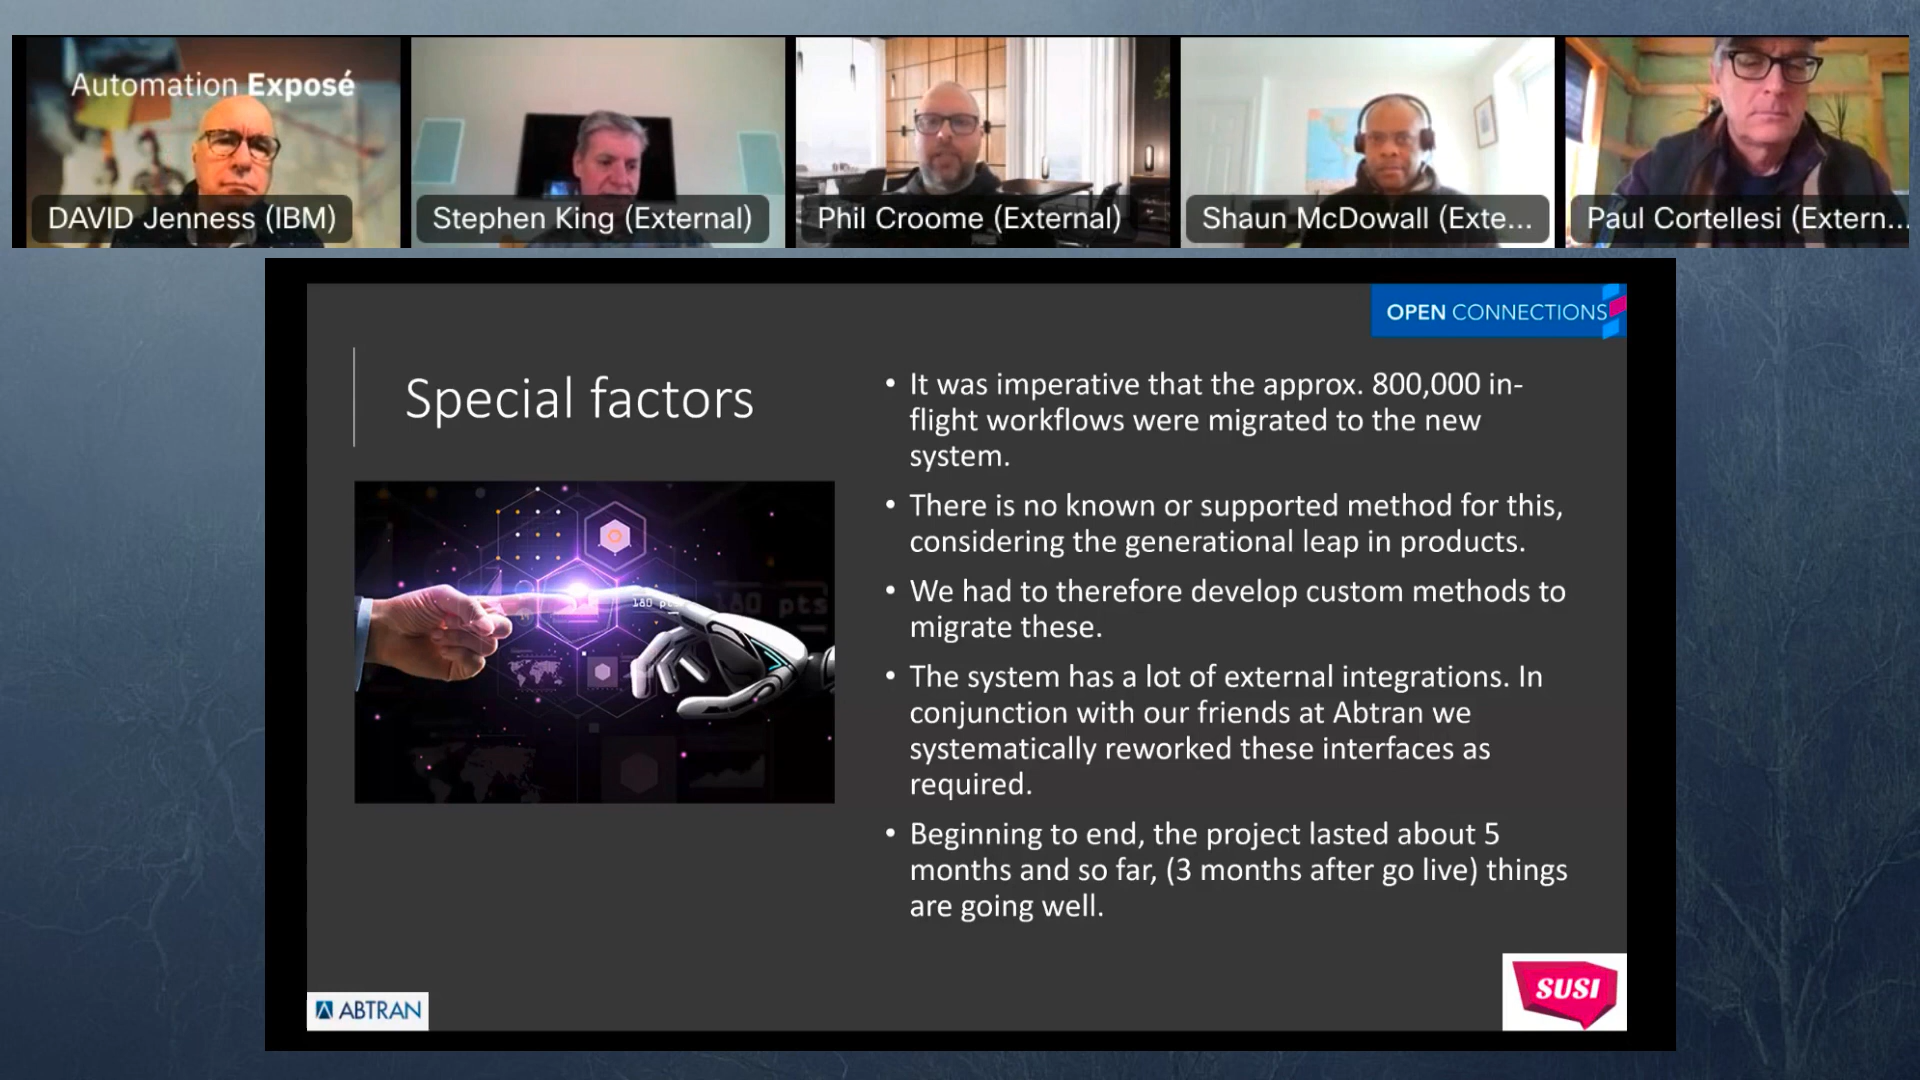 Automation Exposé
DAVID Jenness (IBM)
Stephen King (External)
Phil Croome (External)
Shaun McDowall (Exte...
Paul Cortellesi (Extern...
OPEN CONNECTIONS
Special factors
• It was imperative that the approx. 800,000 in-
flight workflows were migrated to the new
system.
• There is no known or supported method for this,
considering the generational leap in products.
• We had to therefore develop custom methods to
migrate these.
• The system has a lot of external integrations. In
conjunction with our friends at Abtran we
systematically reworked these interfaces as
required.
• Beginning to end, the project lasted about 5
months and so far, (3 months after go live) things
are going well.
180 pts
180 pts
ABTRAN
SUSI